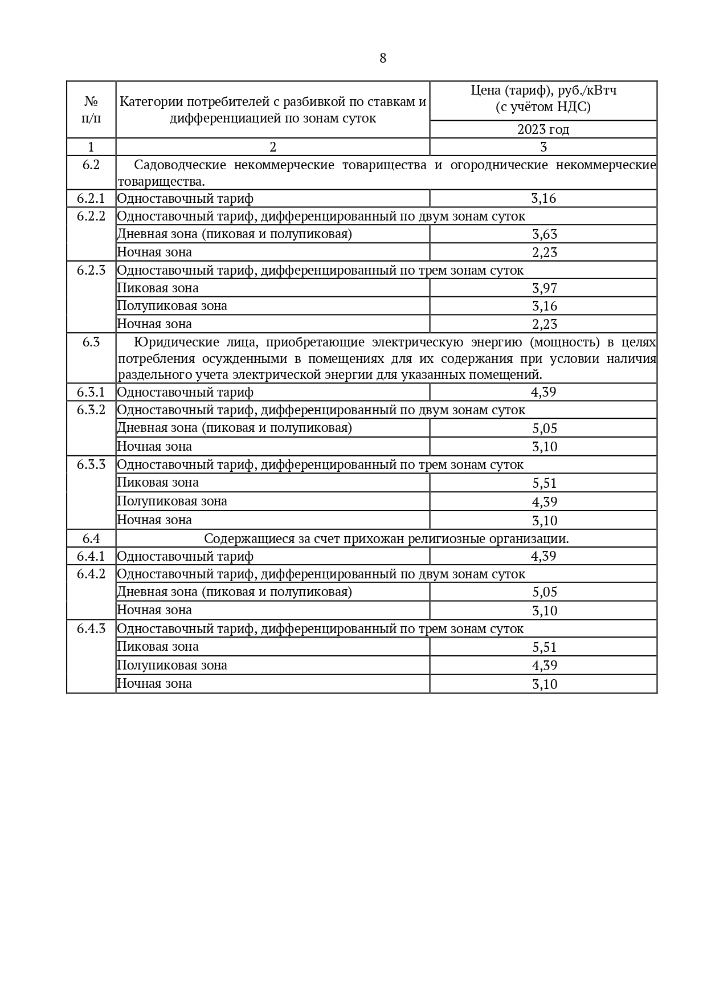 8
№
п/п
Категории потребителей с разбивкой по ставкам и
дифференциацией по зонам суток
Цена (тариф), руб./кВтч
(с учётом НДС)
2023 год
1 2 3
6.2 Садоводческие некоммерческие товарищества и огороднические некоммерческие
товарищества.
6.2.1 Одноставочный тариф 3,16
6.2.2 Одноставочный тариф, дифференцированный по двум зонам суток
Дневная зона (пиковая и полупиковая) 3,63
Ночная зона 2,23
6.2.3 Одноставочный тариф, дифференцированный по трем зонам суток
Пиковая зона 3,97
Полупиковая зона 3,16
Ночная зона 2,23
6.3 Юридические лица, приобретающие электрическую энергию (мощность) в целях
потребления осужденными в помещениях для их содержания при условии наличия
раздельного учета электрической энергии для указанных помещений.
6.3.1 Одноставочный тариф 4,39
6.3.2 Одноставочный тариф, дифференцированный по двум зонам суток
Дневная зона (пиковая и полупиковая) 5,05
Ночная зона 3,10
6.3.3 Одноставочный тариф, дифференцированный по трем зонам суток
Пиковая зона 5,51
Полупиковая зона 4,39
Ночная зона 3,10
6.4 Содержащиеся за счет прихожан религиозные организации.
6.4.1 Одноставочный тариф 4,39
6.4.2 Одноставочный тариф, дифференцированный по двум зонам суток
Дневная зона (пиковая и полупиковая) 5,05
Ночная зона 3,10
6.4.3 Одноставочный тариф, дифференцированный по трем зонам суток
Пиковая зона 5,51
Полупиковая зона 4,39
Ночная зона 3,10